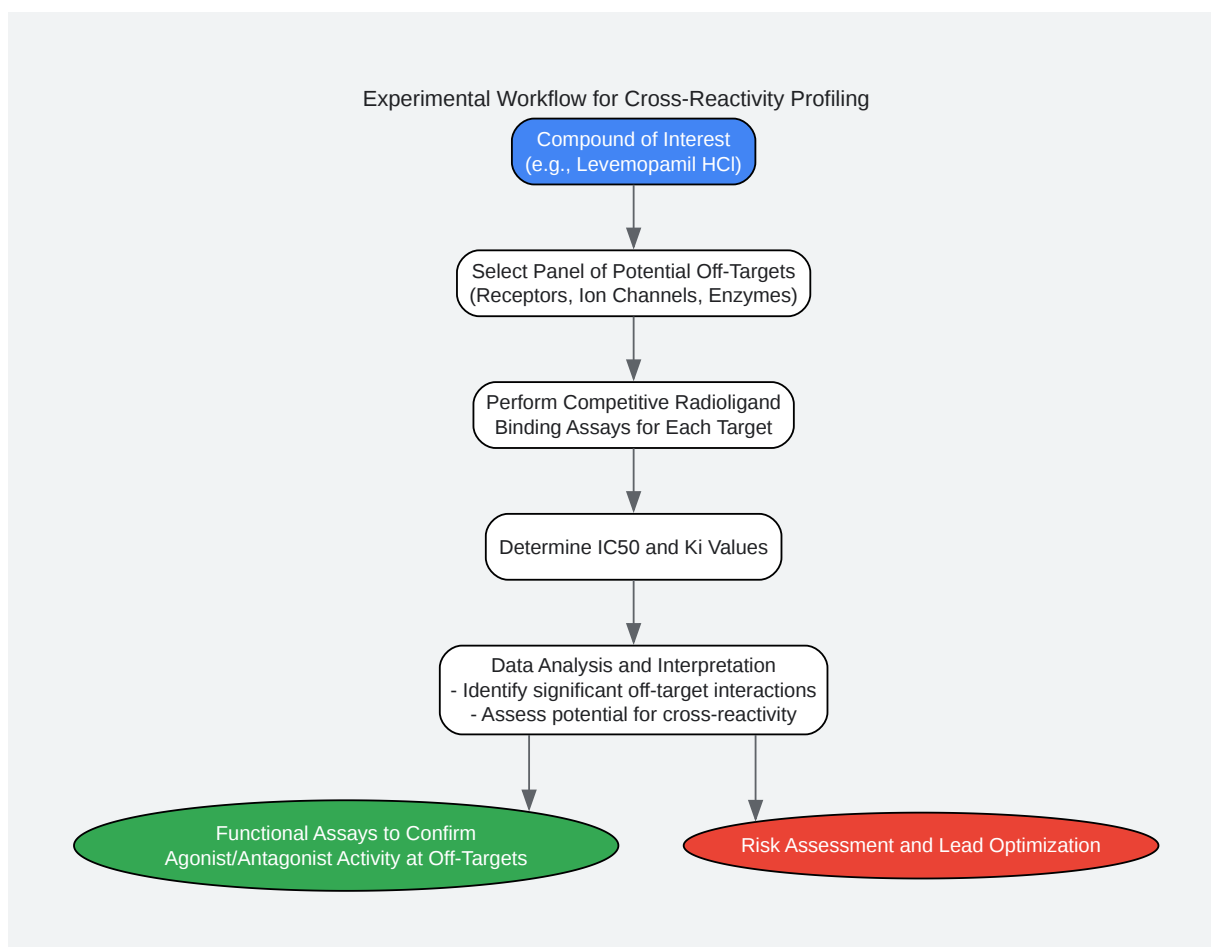 Experimental Workflow for Cross-Reactivity Profiling
Compound of Interest
(e.g., Levemopamil HCl)
Select Panel of Potential Off-Targets
(Receptors, Ion Channels, Enzymes)
Perform Competitive Radioligand
Binding Assays for Each Target
Determine IC50 and Ki Values
Data Analysis and Interpretation
- Identify significant off-target interactions
- Assess potential for cross-reactivity
Functional Assays to Confirm
Agonist/Antagonist Activity at Off-Targets
Risk Assessment and Lead Optimization